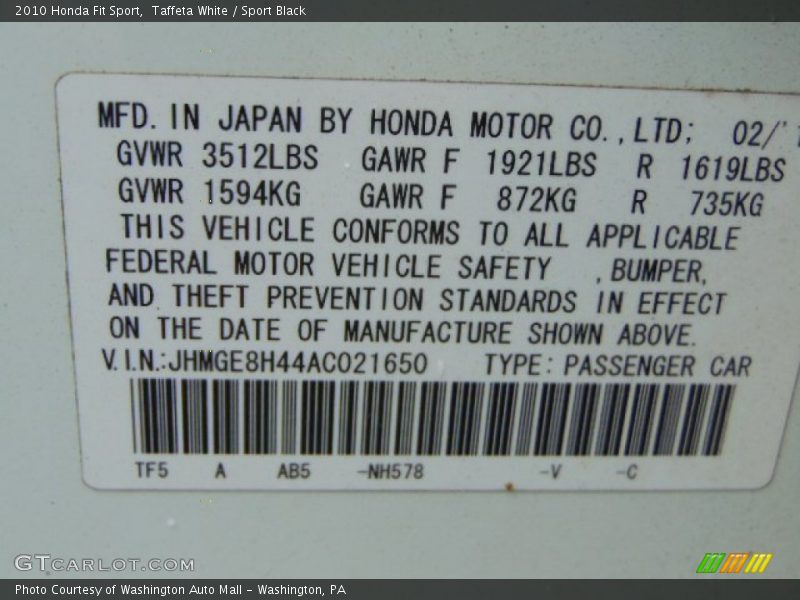 2010 Honda Fit Sport, Taffeta White / Sport Black
MFD. IN JAPAN BY HONDA MOTOR CO.,LTD; 02/
GVWR 3512LBS GAWR F 1921LBS R 1619LBS
GVWR 1594KG GAWR F 872KG R 735KG
THIS VEHICLE CONFORMS TO ALL APPLICABLE
FEDERAL MOTOR VEHICLE SAFETY ,BUMPER,
AND THEFT PREVENTION STANDARDS IN EFFECT
ON THE DATE OF MANUFACTURE SHOWN ABOVE.
V.I.N.:JHMGE8H44AC021650 TYPE: PASSENGER CAR
TF5 A AB5 -NH578 -V -C
GTCARLOT.COM
Photo Courtesy of Washington Auto Mall - Washington, PA